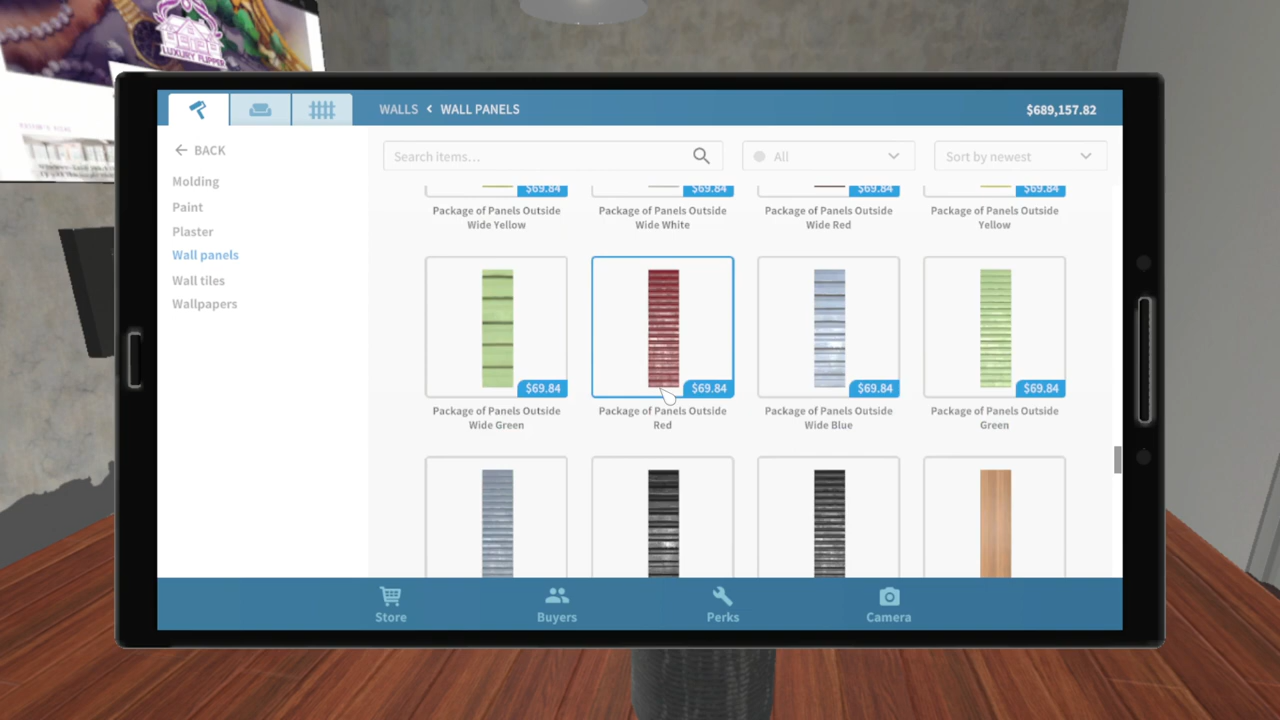 LUXURY FLIPPER
WALLS < WALL PANELS
$689,157.82
BACK
Search items...
All
Sort by newest
Molding
Paint
Plaster
Wall panels
Wall tiles
Wallpapers
$69.84
$69.84
$69.84
$69.84
Package of Panels Outside
Wide Yellow
Package of Panels Outside
Wide White
Package of Panels Outside
Wide Red
Package of Panels Outside
Yellow
$69.84
$69.84
$69.84
$69.84
Package of Panels Outside
Wide Green
Package of Panels Outside
Red
Package of Panels Outside
Wide Blue
Package of Panels Outside
Green
Store
Buyers
Perks
Camera